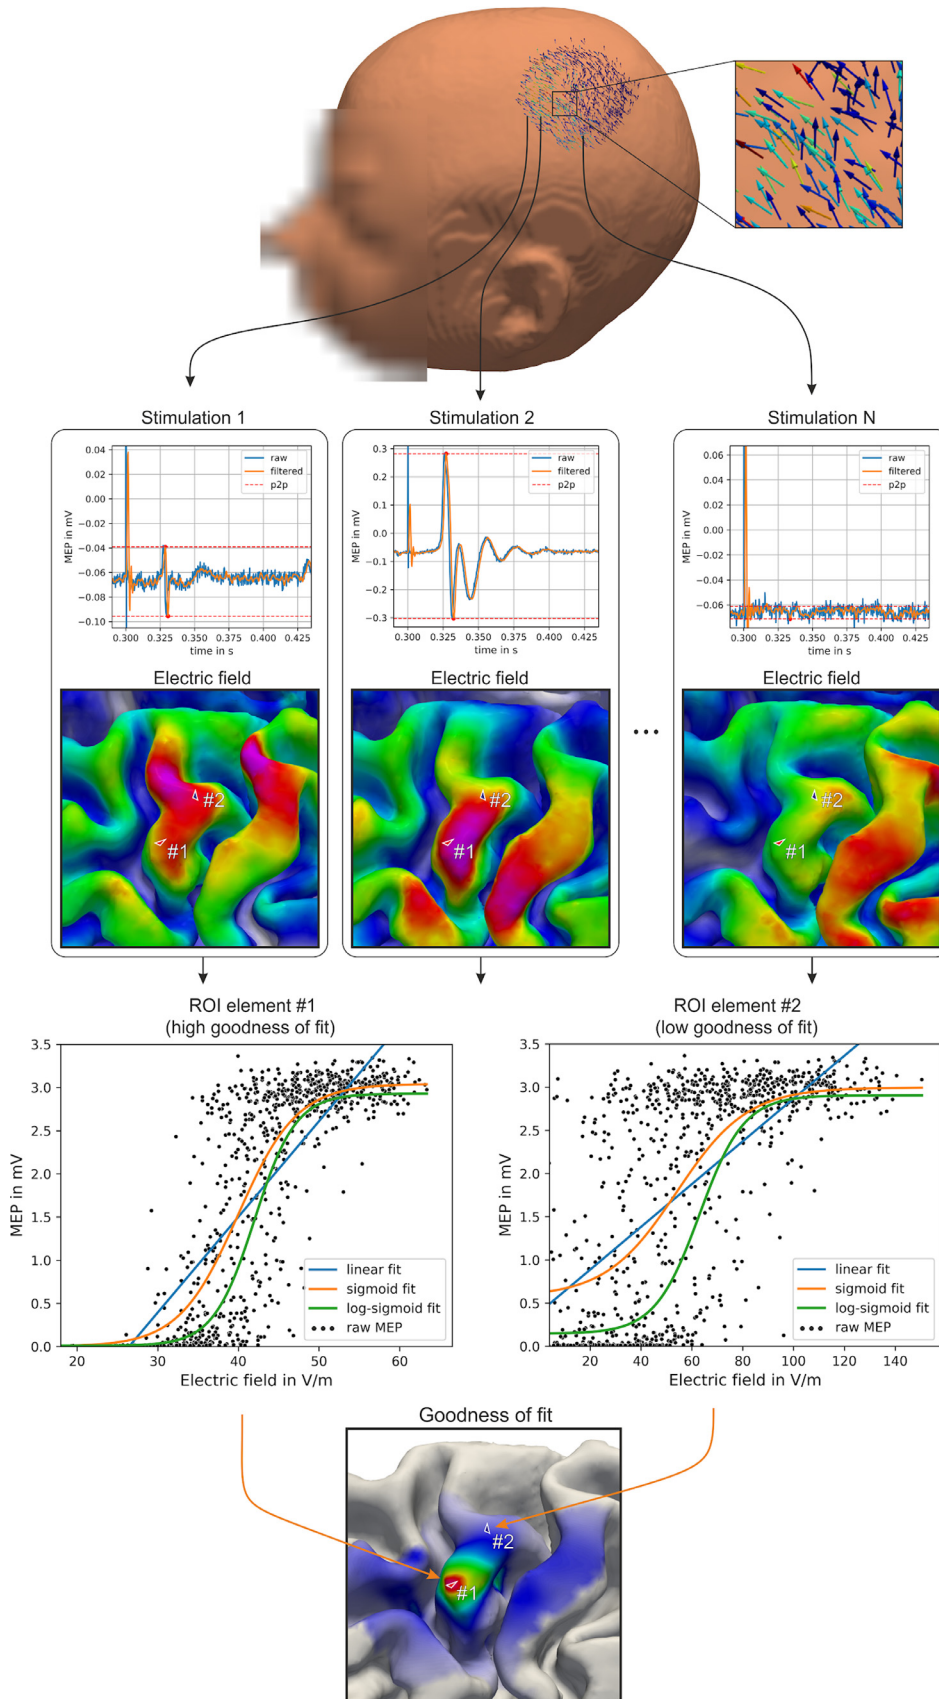 Stimulation 1
Stimulation 2
Stimulation N
0.04
0.02
0.00
−0.02
−0.04
−0.06
−0.08
−0.10
MEP in mV
raw
filtered
p2p
0.300 0.325 0.350 0.375 0.400 0.425
time in s
0.3
0.2
0.1
0.0
−0.1
−0.2
−0.3
MEP in mV
raw
filtered
p2p
0.300 0.325 0.350 0.375 0.400 0.425
time in s
0.06
0.04
0.02
0.00
−0.02
−0.04
−0.06
MEP in mV
raw
filtered
p2p
0.300 0.325 0.350 0.375 0.400 0.425
time in s
Electric field
#2
#1
Electric field
#2
#1
...
Electric field
#2
#1
ROI element #1
(high goodness of fit)
3.5
3.0
2.5
2.0
1.5
1.0
0.5
0.0
MEP in mV
linear fit
sigmoid fit
log-sigmoid fit
raw MEP
20 30 40 50 60
Electric field in V/m
ROI element #2
(low goodness of fit)
3.5
3.0
2.5
2.0
1.5
1.0
0.5
0.0
MEP in mV
linear fit
sigmoid fit
log-sigmoid fit
raw MEP
20 40 60 80 100 120 140
Electric field in V/m
Goodness of fit
#2
#1